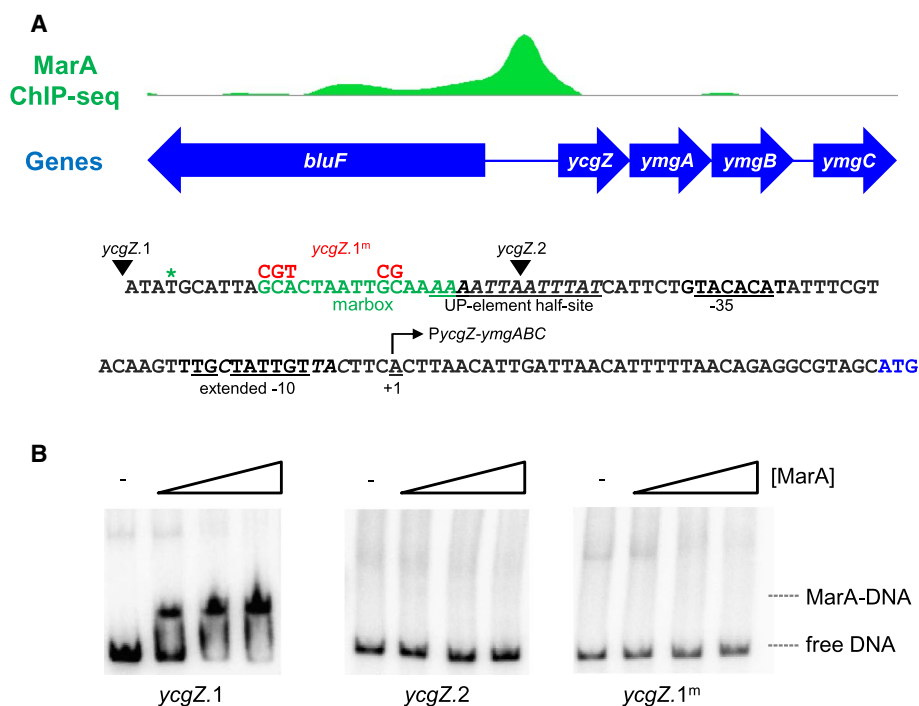 A
MarA
ChIP-seq
Genes
bluF
ycgZ
ymgA
ymgB
ymgC
ycgZ.1
ycgZ.1ᵐ
ycgZ.2
*
CGT CG
ATATGCATTAGCACTAATTGCAAAAAATTAATTTATCATTCTGTACACATATTTCGT
marbox
UP-element half-site
-35
PycgZ-ymgABC
ACAAGTTTGCTATTGTTACTTCACTTAACATTGATTAACATTTTTAACAGAGGCGTAGCATG
extended -10
+1
B
-
-
-
[MarA]
MarA-DNA
free DNA
ycgZ.1
ycgZ.2
ycgZ.1ᵐ